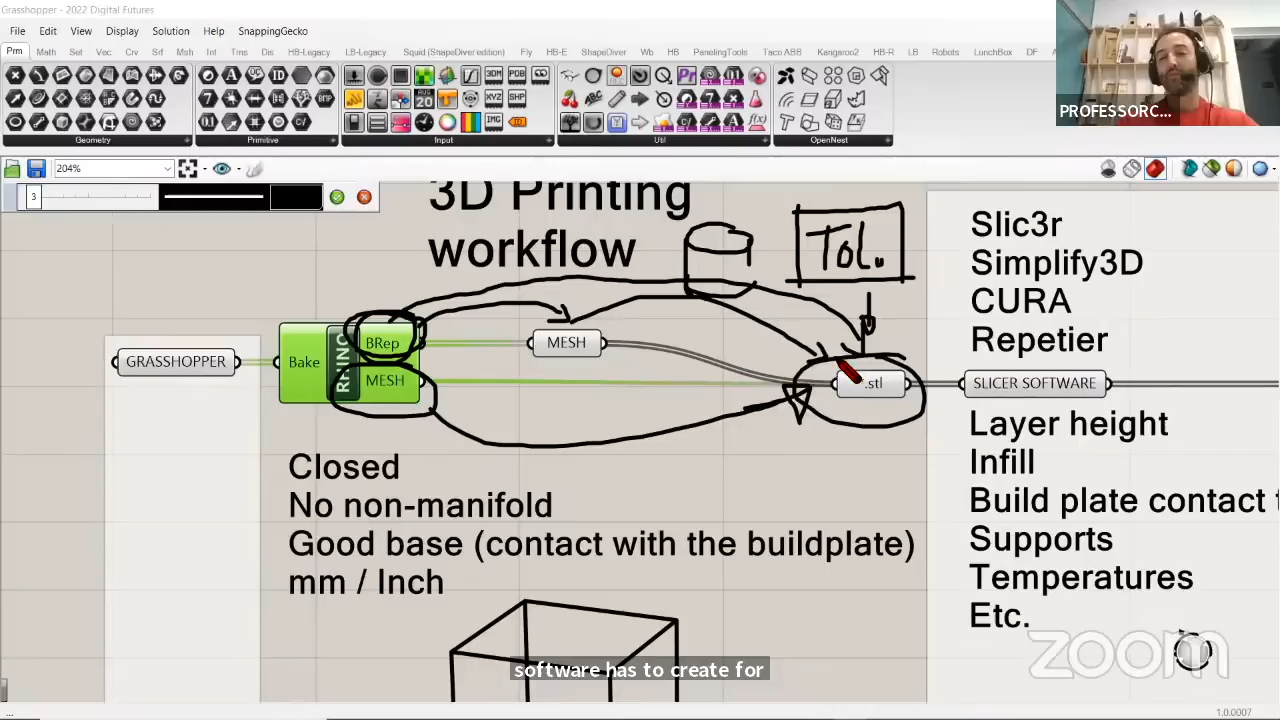 Grasshopper - 2022 Digital Futures
File Edit View Display Solution Help SnappingGecko
Prm Math Set Vec Crv Srf Msh Int Trns Dis HB-Legacy LB-Legacy Squid (ShapeDiver edition) Fly HB-E ShapeDiver Wb HB PanelingTools Taco ABB Kangaroo2 HB-R LB Robots LunchBox DF
Geometry Primitive Input Util OpenNest
PROFESSORC...
204%
3
3D Printing
workflow
Tol.
Slic3r
Simplify3D
CURA
Repetier
GRASSHOPPER
Bake
RHINO
BRep
MESH
MESH
.stl
SLICER SOFTWARE
Closed
No non-manifold
Good base (contact with the buildplate)
mm / Inch
Layer height
Infill
Build plate contact
Supports
Temperatures
Etc.
zoom
software has to create for
...
1.0.0007